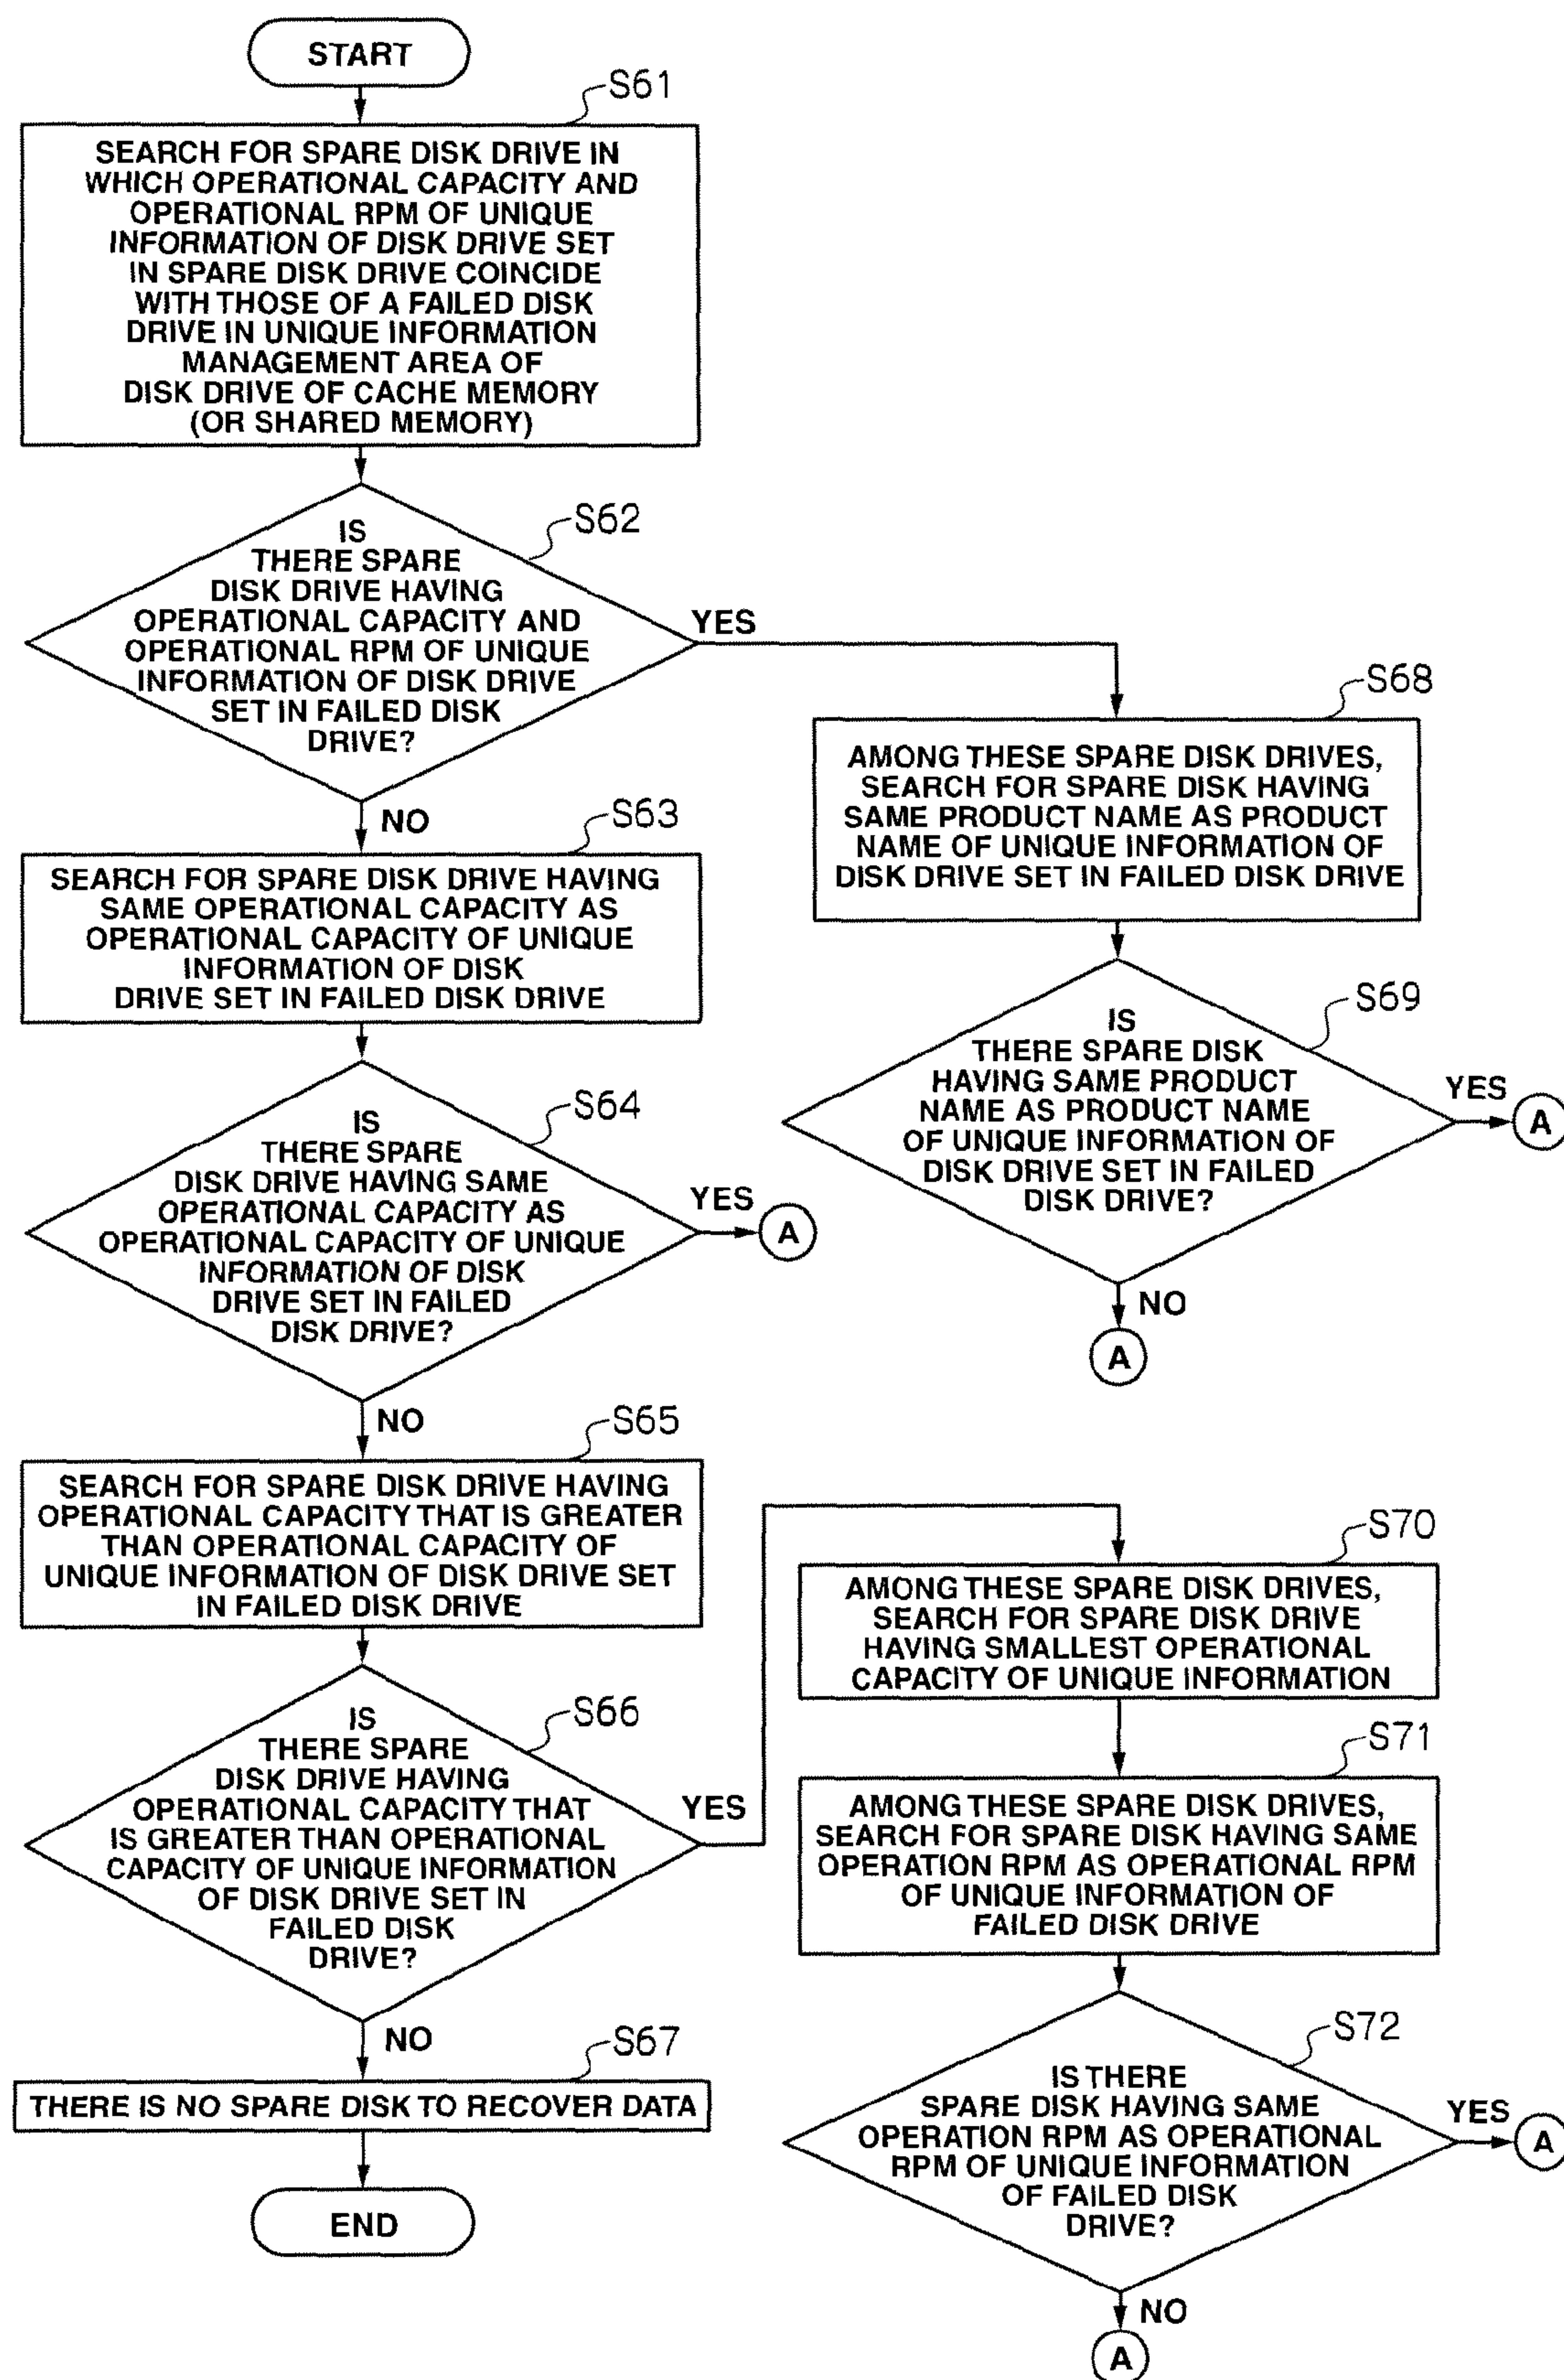 START
S61
SEARCH FOR SPARE DISK DRIVE IN
WHICH OPERATIONAL CAPACITY AND
OPERATIONAL RPM OF UNIQUE
INFORMATION OF DISK DRIVE SET
IN SPARE DISK DRIVE COINCIDE
WITH THOSE OF A FAILED DISK
DRIVE IN UNIQUE INFORMATION
MANAGEMENT AREA OF
DISK DRIVE OF CACHE MEMORY
(OR SHARED MEMORY)
S62
IS
THERE SPARE
DISK DRIVE HAVING
OPERATIONAL CAPACITY AND
OPERATIONAL RPM OF UNIQUE
INFORMATION OF DISK DRIVE
SET IN FAILED DISK
DRIVE?
YES
NO
S63
SEARCH FOR SPARE DISK DRIVE HAVING
SAME OPERATIONAL CAPACITY AS
OPERATIONAL CAPACITY OF UNIQUE
INFORMATION OF DISK
DRIVE SET IN FAILED DISK DRIVE
S64
IS
THERE SPARE
DISK DRIVE HAVING SAME
OPERATIONAL CAPACITY AS
OPERATIONAL CAPACITY OF UNIQUE
INFORMATION OF DISK
DRIVE SET IN FAILED
DISK DRIVE?
YES
A
NO
S65
SEARCH FOR SPARE DISK DRIVE HAVING
OPERATIONAL CAPACITY THAT IS GREATER
THAN OPERATIONAL CAPACITY OF
UNIQUE INFORMATION OF DISK DRIVE SET
IN FAILED DISK DRIVE
S66
IS
THERE SPARE
DISK DRIVE HAVING
OPERATIONAL CAPACITY THAT
IS GREATER THAN OPERATIONAL
CAPACITY OF UNIQUE INFORMATION
OF DISK DRIVE SET IN
FAILED DISK
DRIVE?
YES
NO
S67
THERE IS NO SPARE DISK TO RECOVER DATA
END
S68
AMONG THESE SPARE DISK DRIVES,
SEARCH FOR SPARE DISK HAVING
SAME PRODUCT NAME AS PRODUCT
NAME OF UNIQUE INFORMATION OF
DISK DRIVE SET IN FAILED DISK DRIVE
S69
IS
THERE SPARE DISK
HAVING SAME PRODUCT
NAME AS PRODUCT NAME
OF UNIQUE INFORMATION OF
DISK DRIVE SET IN FAILED
DISK DRIVE?
YES
A
NO
A
S70
AMONG THESE SPARE DISK DRIVES,
SEARCH FOR SPARE DISK DRIVE
HAVING SMALLEST OPERATIONAL
CAPACITY OF UNIQUE INFORMATION
S71
AMONG THESE SPARE DISK DRIVES,
SEARCH FOR SPARE DISK HAVING SAME
OPERATION RPM AS OPERATIONAL RPM
OF UNIQUE INFORMATION OF
FAILED DISK DRIVE
S72
IS THERE
SPARE DISK HAVING SAME
OPERATION RPM AS OPERATIONAL
RPM OF UNIQUE INFORMATION
OF FAILED DISK
DRIVE?
YES
A
NO
A